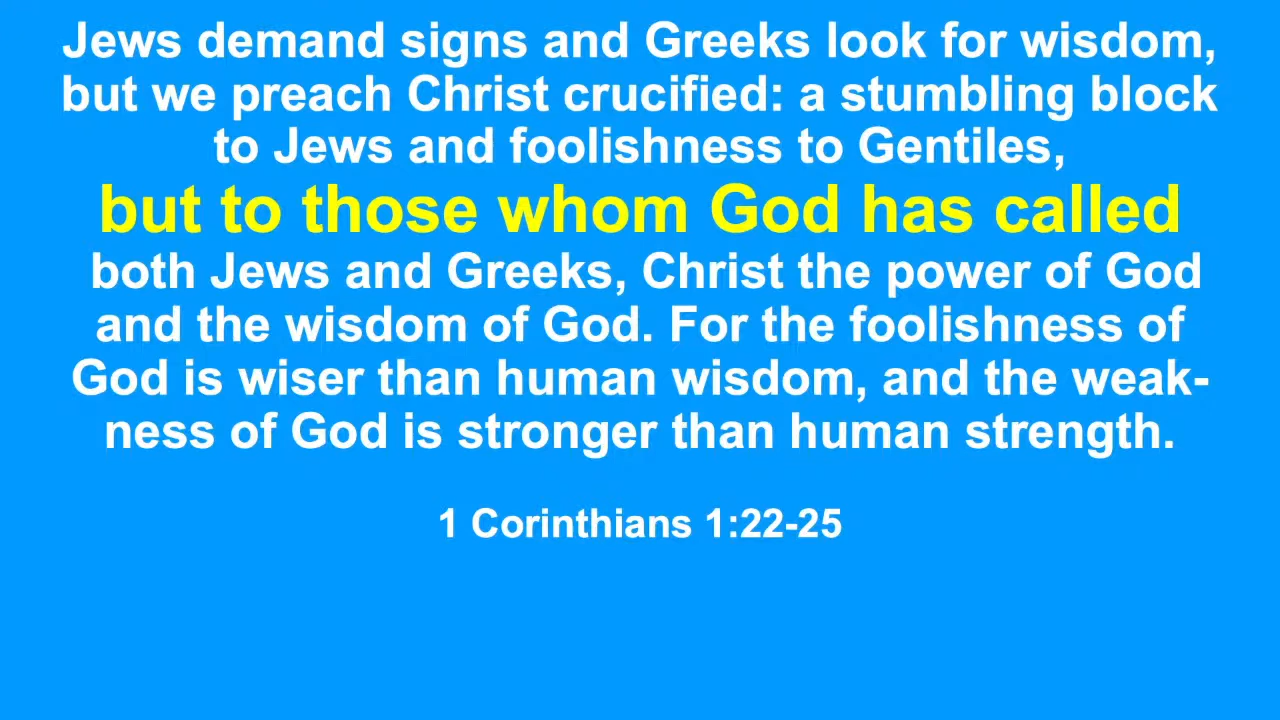 Jews demand signs and Greeks look for wisdom,
but we preach Christ crucified: a stumbling block
to Jews and foolishness to Gentiles,
but to those whom God has called
both Jews and Greeks, Christ the power of God
and the wisdom of God. For the foolishness of
God is wiser than human wisdom, and the weak-
ness of God is stronger than human strength.
1 Corinthians 1:22-25